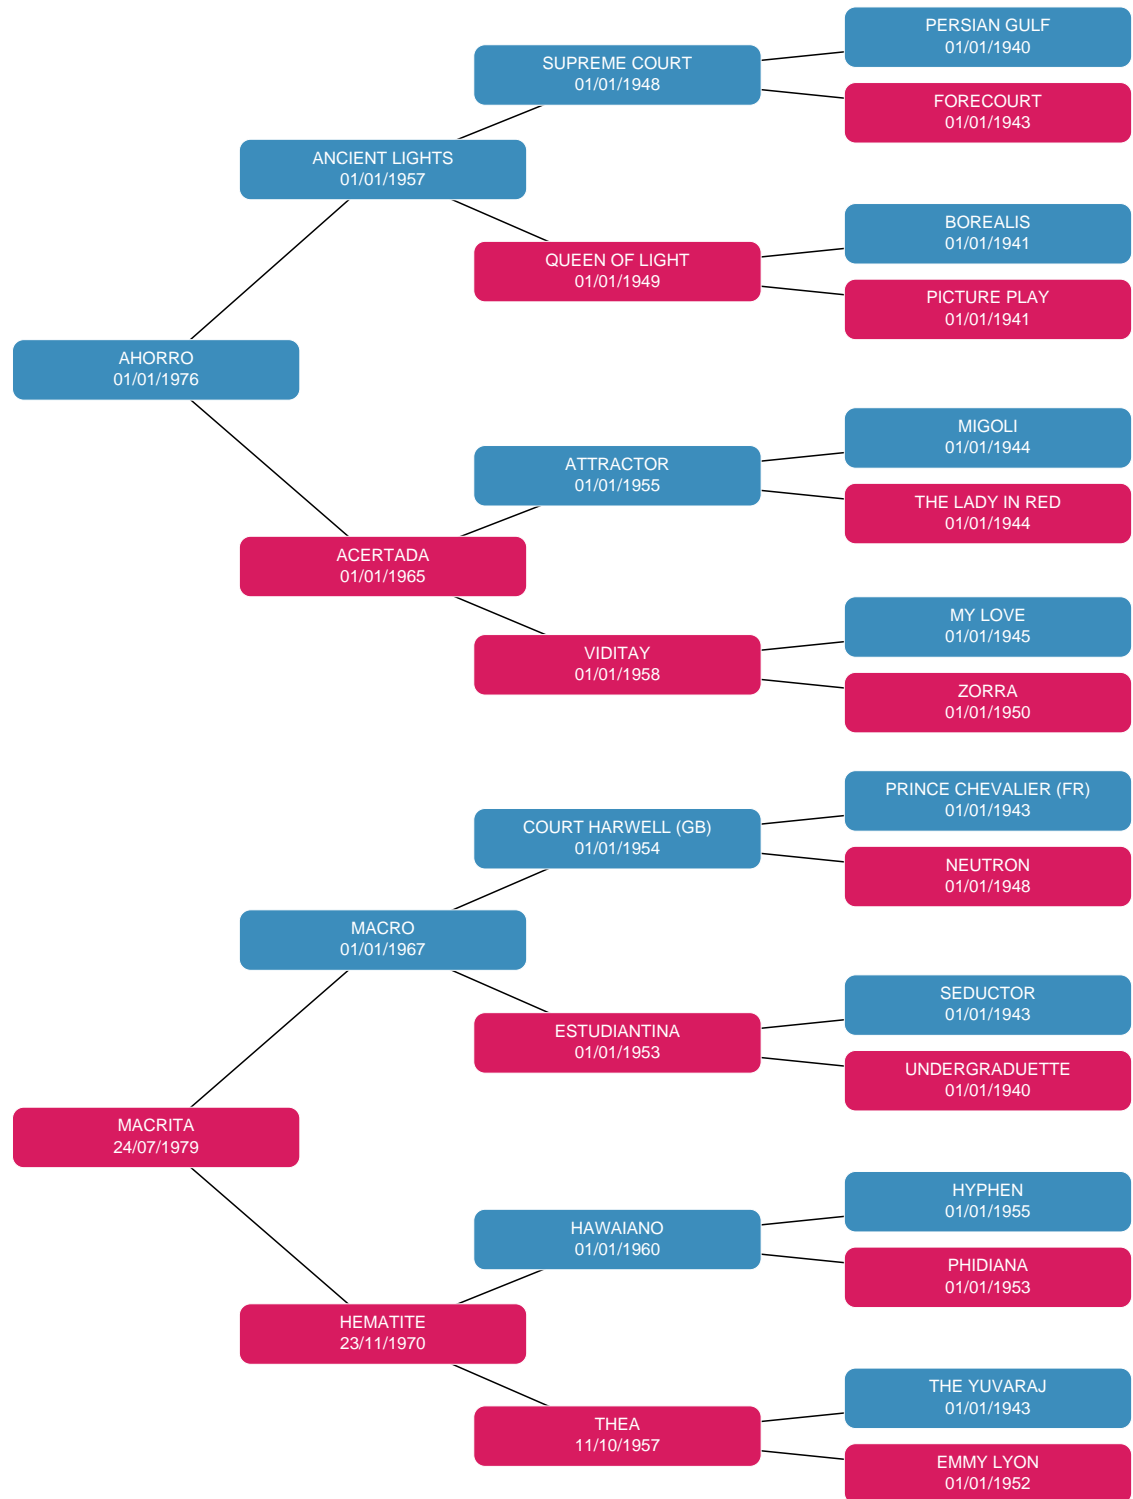 PERSIAN GULF
01/01/1940
SUPREME COURT
01/01/1948
FORECOURT
01/01/1943
ANCIENT LIGHTS
01/01/1957
BOREALIS
01/01/1941
QUEEN OF LIGHT
01/01/1949
PICTURE PLAY
01/01/1941
AHORRO
01/01/1976
MIGOLI
01/01/1944
ATTRACTOR
01/01/1955
THE LADY IN RED
01/01/1944
ACERTADA
01/01/1965
MY LOVE
01/01/1945
VIDITAY
01/01/1958
ZORRA
01/01/1950
PRINCE CHEVALIER (FR)
01/01/1943
COURT HARWELL (GB)
01/01/1954
NEUTRON
01/01/1948
MACRO
01/01/1967
SEDUCTOR
01/01/1943
ESTUDIANTINA
01/01/1953
UNDERGRADUETTE
01/01/1940
MACRITA
24/07/1979
HYPHEN
01/01/1955
HAWAIANO
01/01/1960
PHIDIANA
01/01/1953
HEMATITE
23/11/1970
THE YUVARAJ
01/01/1943
THEA
11/10/1957
EMMY LYON
01/01/1952